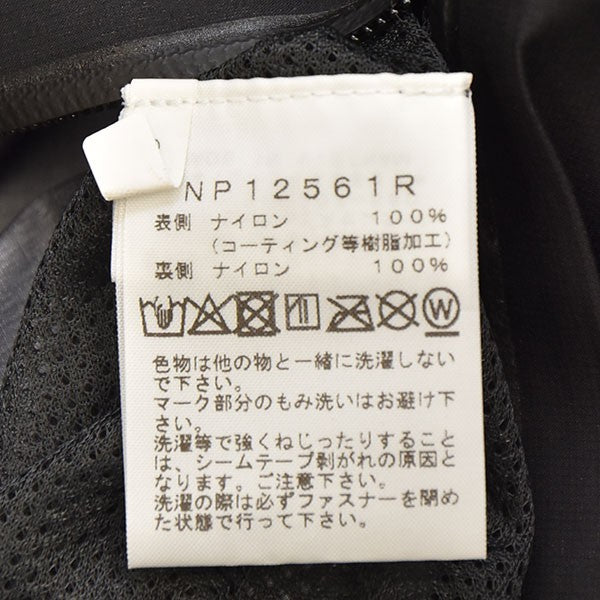 NP12561R
表側 ナイロン 100%
(コーティング等樹脂加工)
裏側 ナイロン 100%
W
色物は他の物と一緒に洗濯しない
で下さい。
マーク部分のもみ洗いはお避け下
さい。
洗濯等で強くねじったりすること
は、シームテープ剥がれの原因と
なります。ご注意下さい。
洗濯の際は必ずファスナーを閉め
た状態で行って下さい。